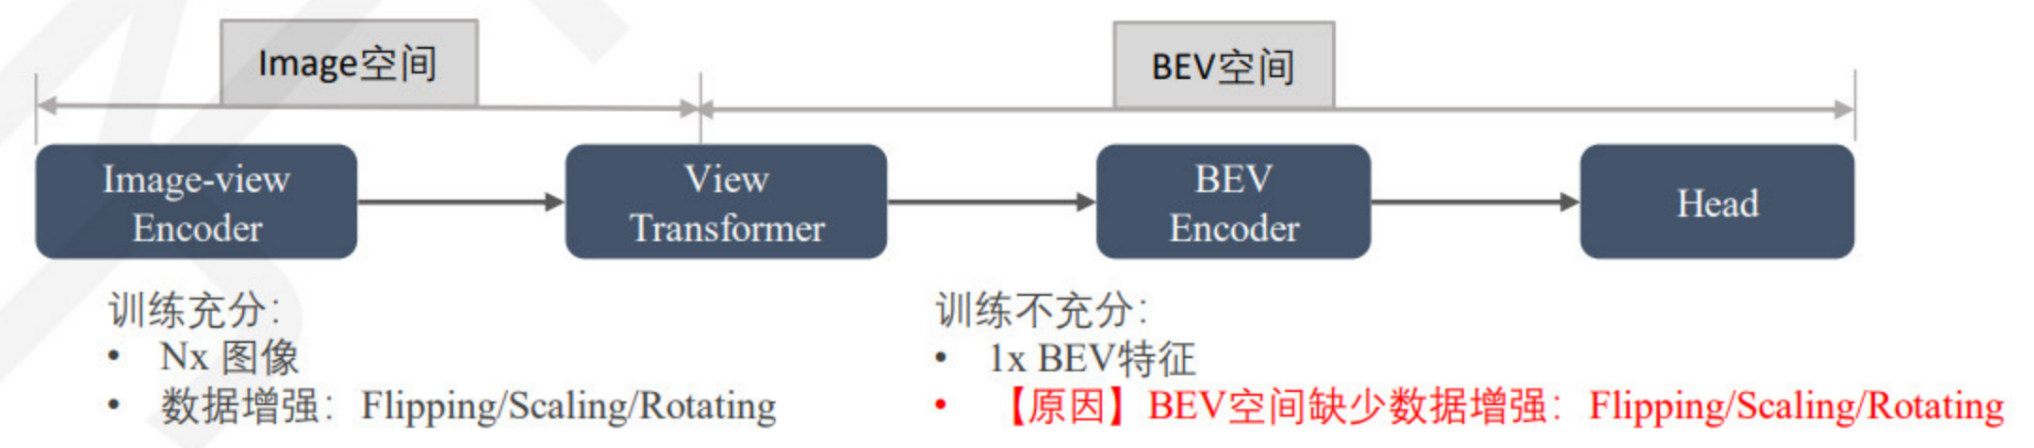 Image空间
BEV空间
Image-view
Encoder
View
Transformer
BEV
Encoder
Head
训练充分:
• Nx 图像
• 数据增强: Flipping/Scaling/Rotating
训练不充分:
• 1x BEV特征
• 【原因】BEV空间缺少数据增强: Flipping/Scaling/Rotating